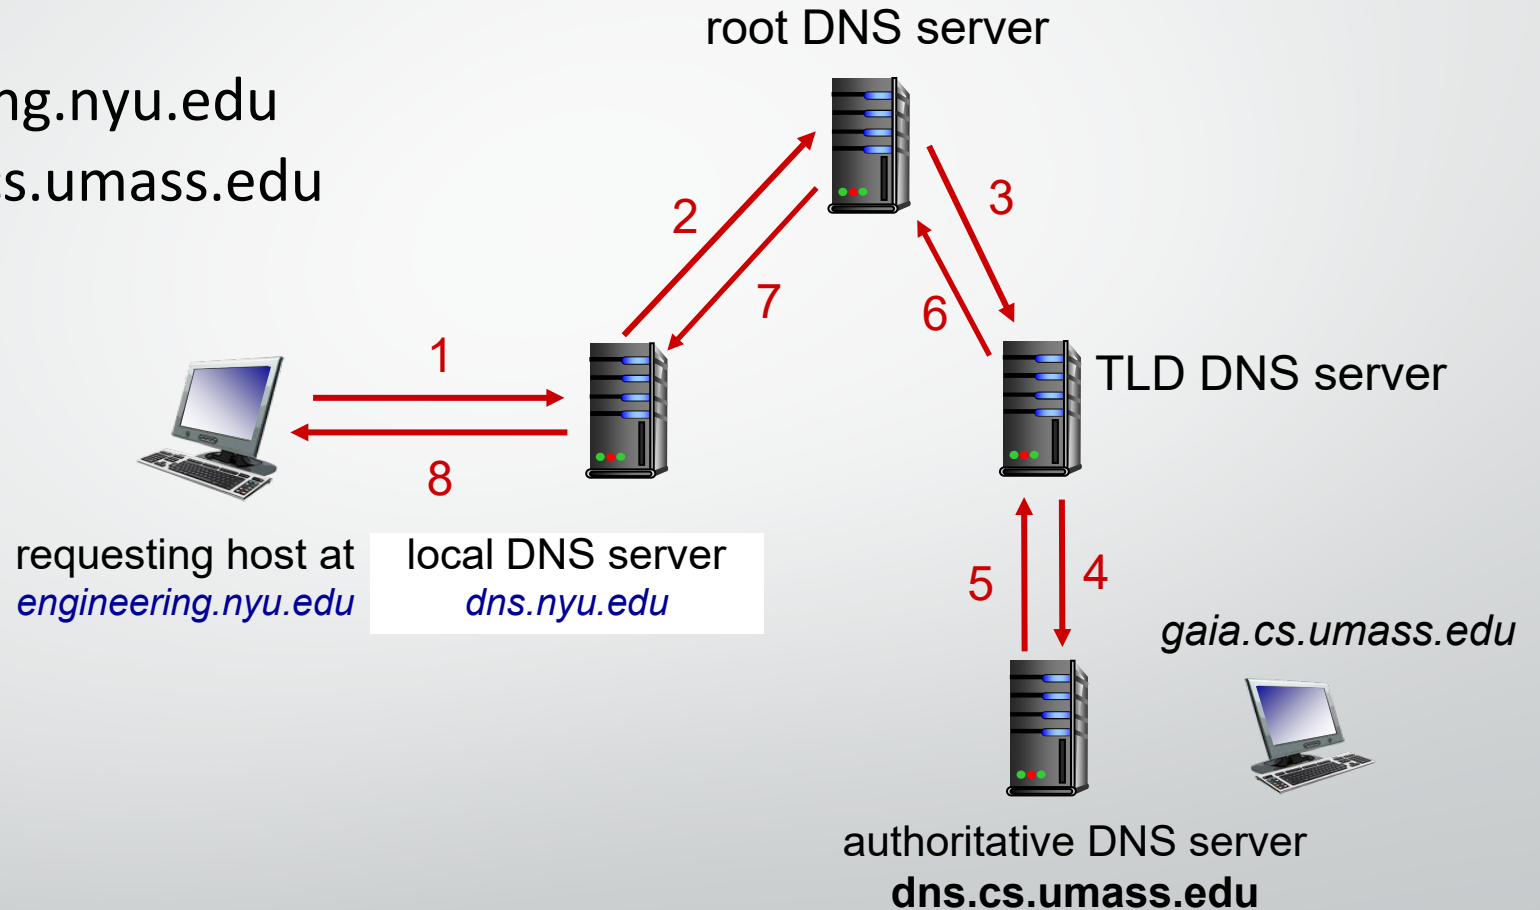 root DNS server
ng.nyu.edu
cs.umass.edu
2
3
7
6
1
TLD DNS server
8
requesting host at
engineering.nyu.edu
local DNS server
dns.nyu.edu
5
4
gaia.cs.umass.edu
authoritative DNS server
dns.cs.umass.edu